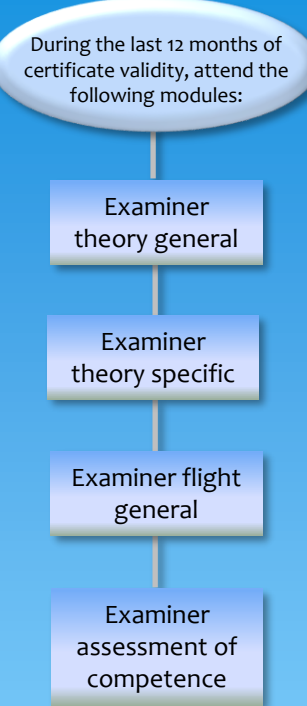 During the last 12 months of
certificate validity, attend the
following modules:
Examiner
theory general
Examiner
theory specific
Examiner flight
general
Examiner
assessment of
competence